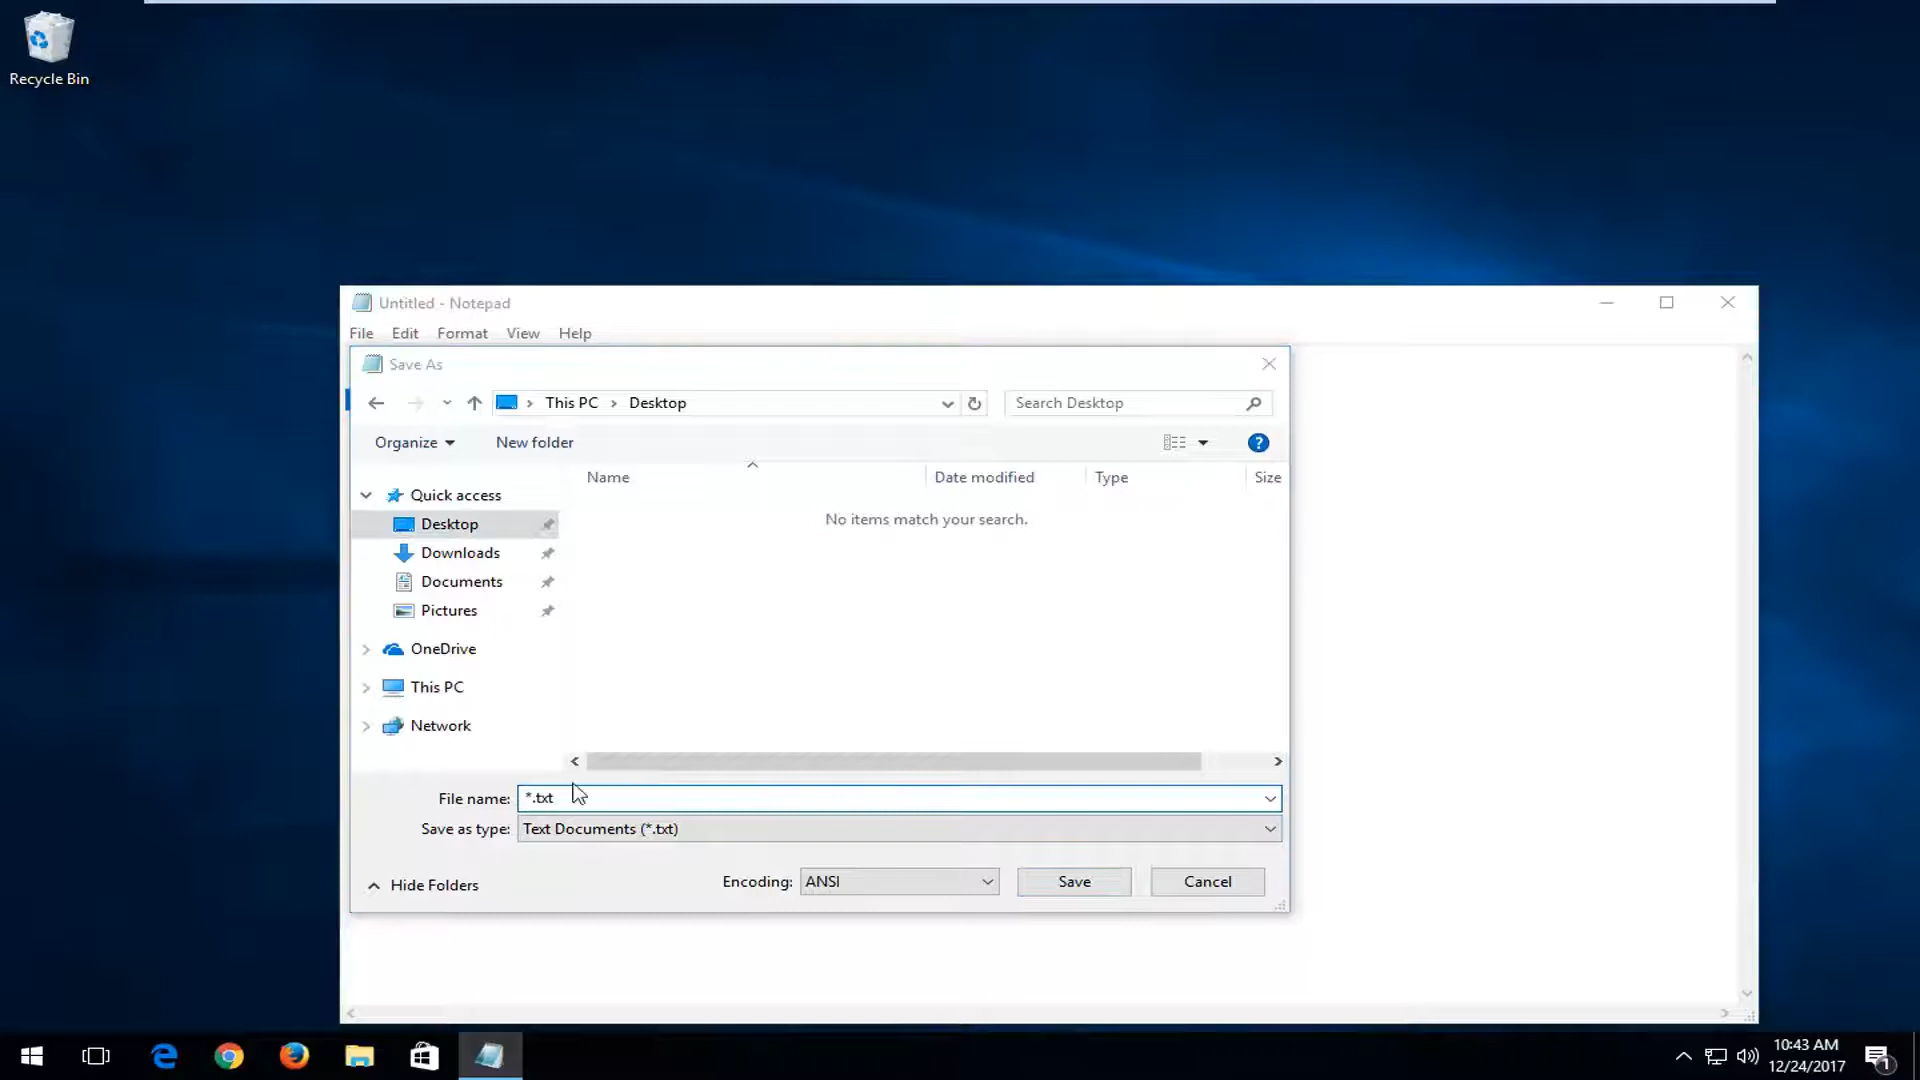 Recycle Bin
Untitled - Notepad
File Edit Format View Help
Save As
This PC > Desktop
Search Desktop
Organize New folder
?
Name Date modified Type Size
No items match your search.
Quick access
Desktop
Downloads
Documents
Pictures
OneDrive
This PC
Network
File name: *.txt
Save as type: Text Documents (*.txt)
Hide Folders
Encoding: ANSI Save Cancel
10:43 AM
12/24/2017
1